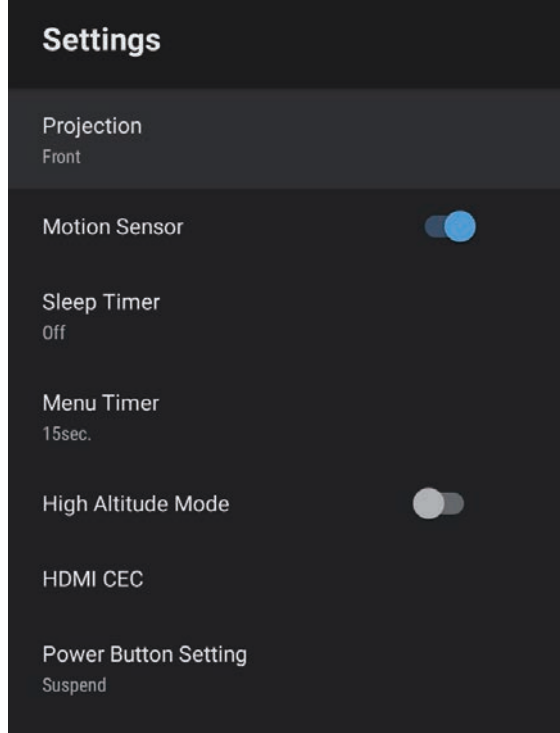 Settings
Projection
Front
Motion Sensor
Sleep Timer
Off
Menu Timer
15sec.
High Altitude Mode
HDMI CEC
Power Button Setting
Suspend